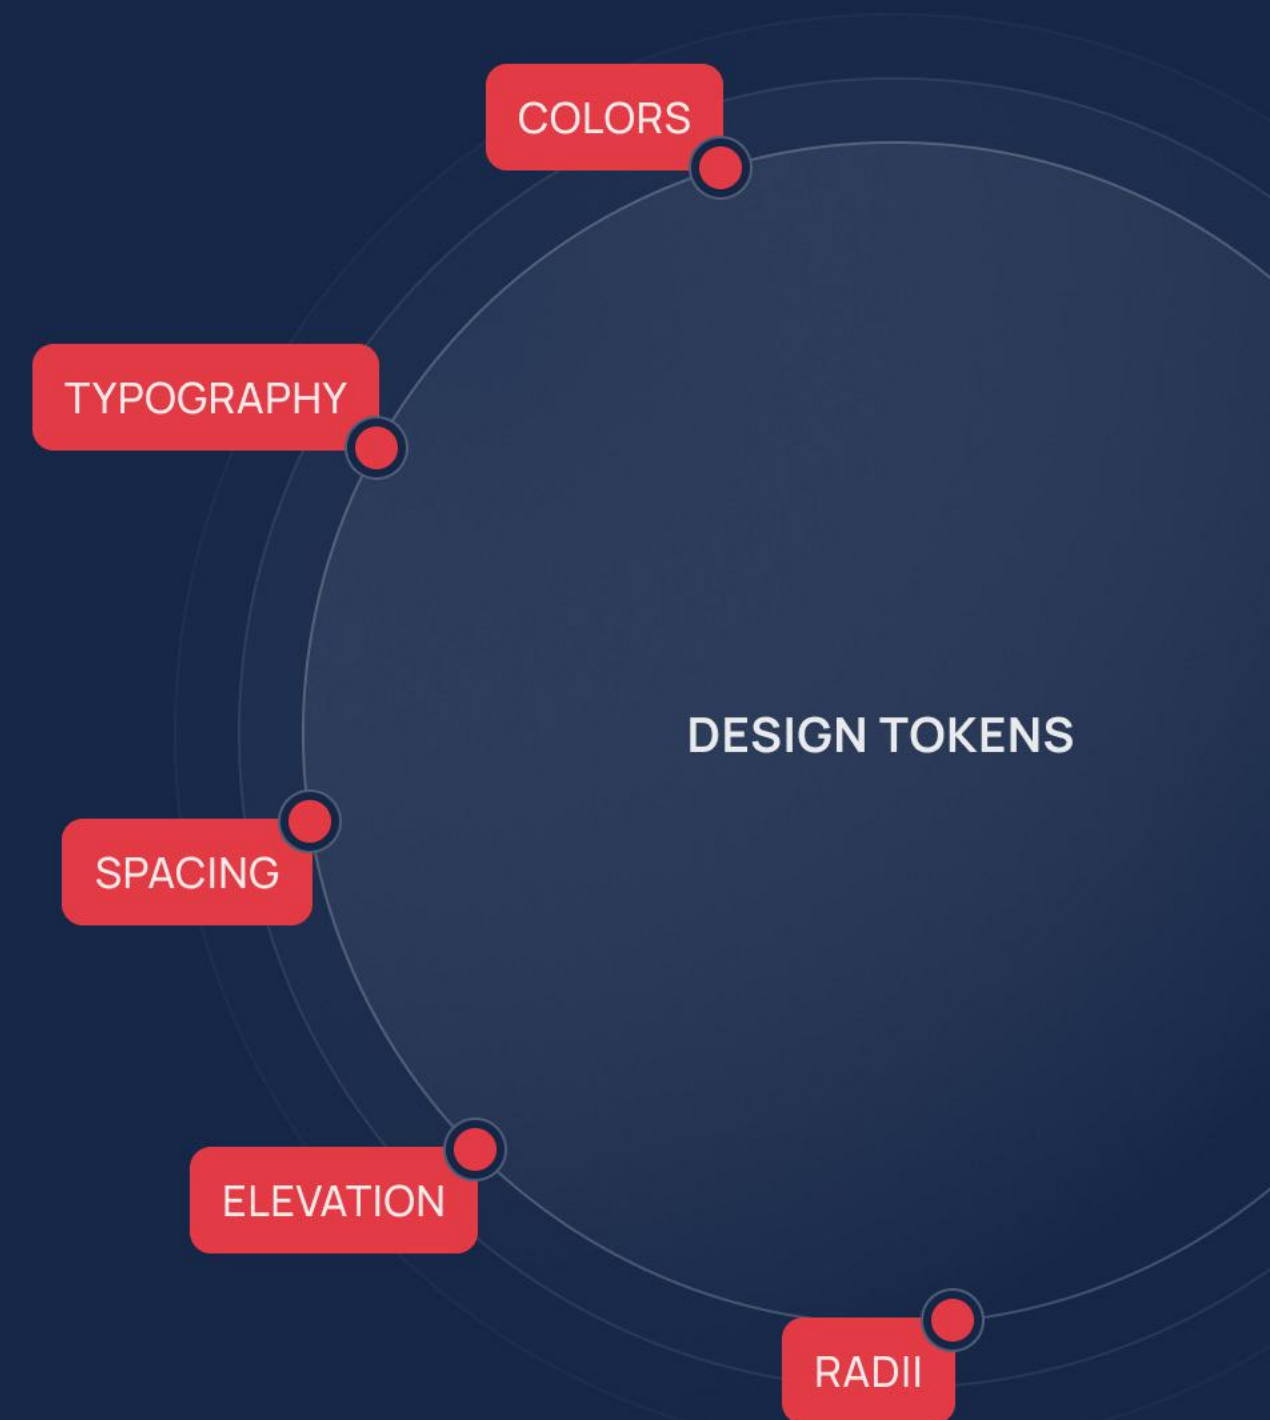 COLORS
TYPOGRAPHY
DESIGN TOKENS
SPACING
ELEVATION
RADII